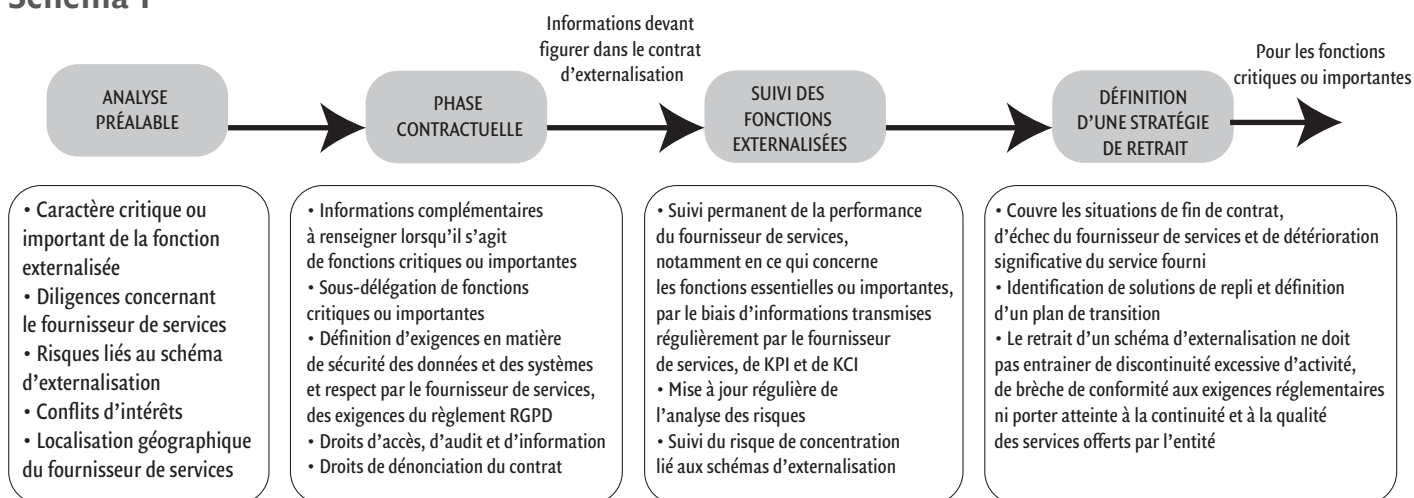 Schéma 1
Informations devant
figurer dans le contrat
d'externalisation
Pour les fonctions
critiques ou importantes
ANALYSE
PRÉALABLE
PHASE
CONTRACTUELLE
SUIVI DES
FONCTIONS
EXTERNALISÉES
DÉFINITION
D'UNE STRATÉGIE
DE RETRAIT
• Caractère critique ou
important de la fonction
externalisée
• Diligences concernant
le fournisseur de services
• Risques liés au schéma
d'externalisation
• Conflits d'intérêts
• Localisation géographique
du fournisseur de services
• Informations complémentaires
à renseigner lorsqu'il s'agit
de fonctions critiques ou importantes
• Sous-délégation de fonctions
critiques ou importantes
• Définition d'exigences en matière
de sécurité des données et des systèmes
et respect par le fournisseur de services,
des exigences du règlement RGPD
• Droits d'accès, d'audit et d'information
• Droits de dénonciation du contrat
• Suivi permanent de la performance
du fournisseur de services,
notamment en ce qui concerne
les fonctions essentielles ou importantes,
par le biais d'informations transmises
régulièrement par le fournisseur
de services, de KPI et de KCI
• Mise à jour régulière de
l'analyse des risques
• Suivi du risque de concentration
lié aux schémas d'externalisation
• Couvre les situations de fin de contrat,
d'échec du fournisseur de services et de détérioration
significative du service fourni
• Identification de solutions de repli et définition
d'un plan de transition
• Le retrait d'un schéma d'externalisation ne doit
pas entrainer de discontinuité excessive d'activité,
de brèche de conformité aux exigences réglementaires
ni porter atteinte à la continuité et à la qualité
des services offerts par l'entité